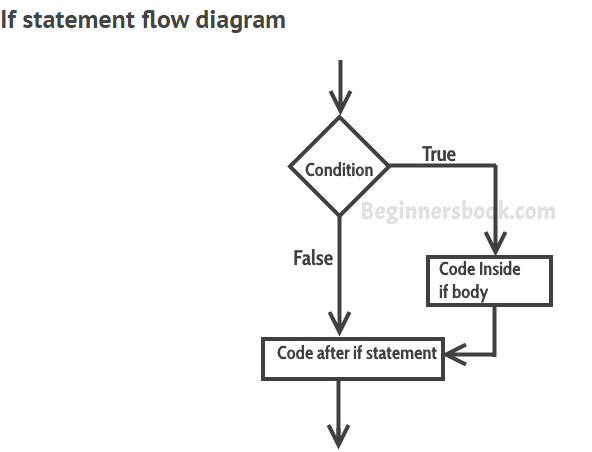 If statement flow diagram
Condition
True
Beginnersbook.com
False
Code Inside
if body
Code after if statement